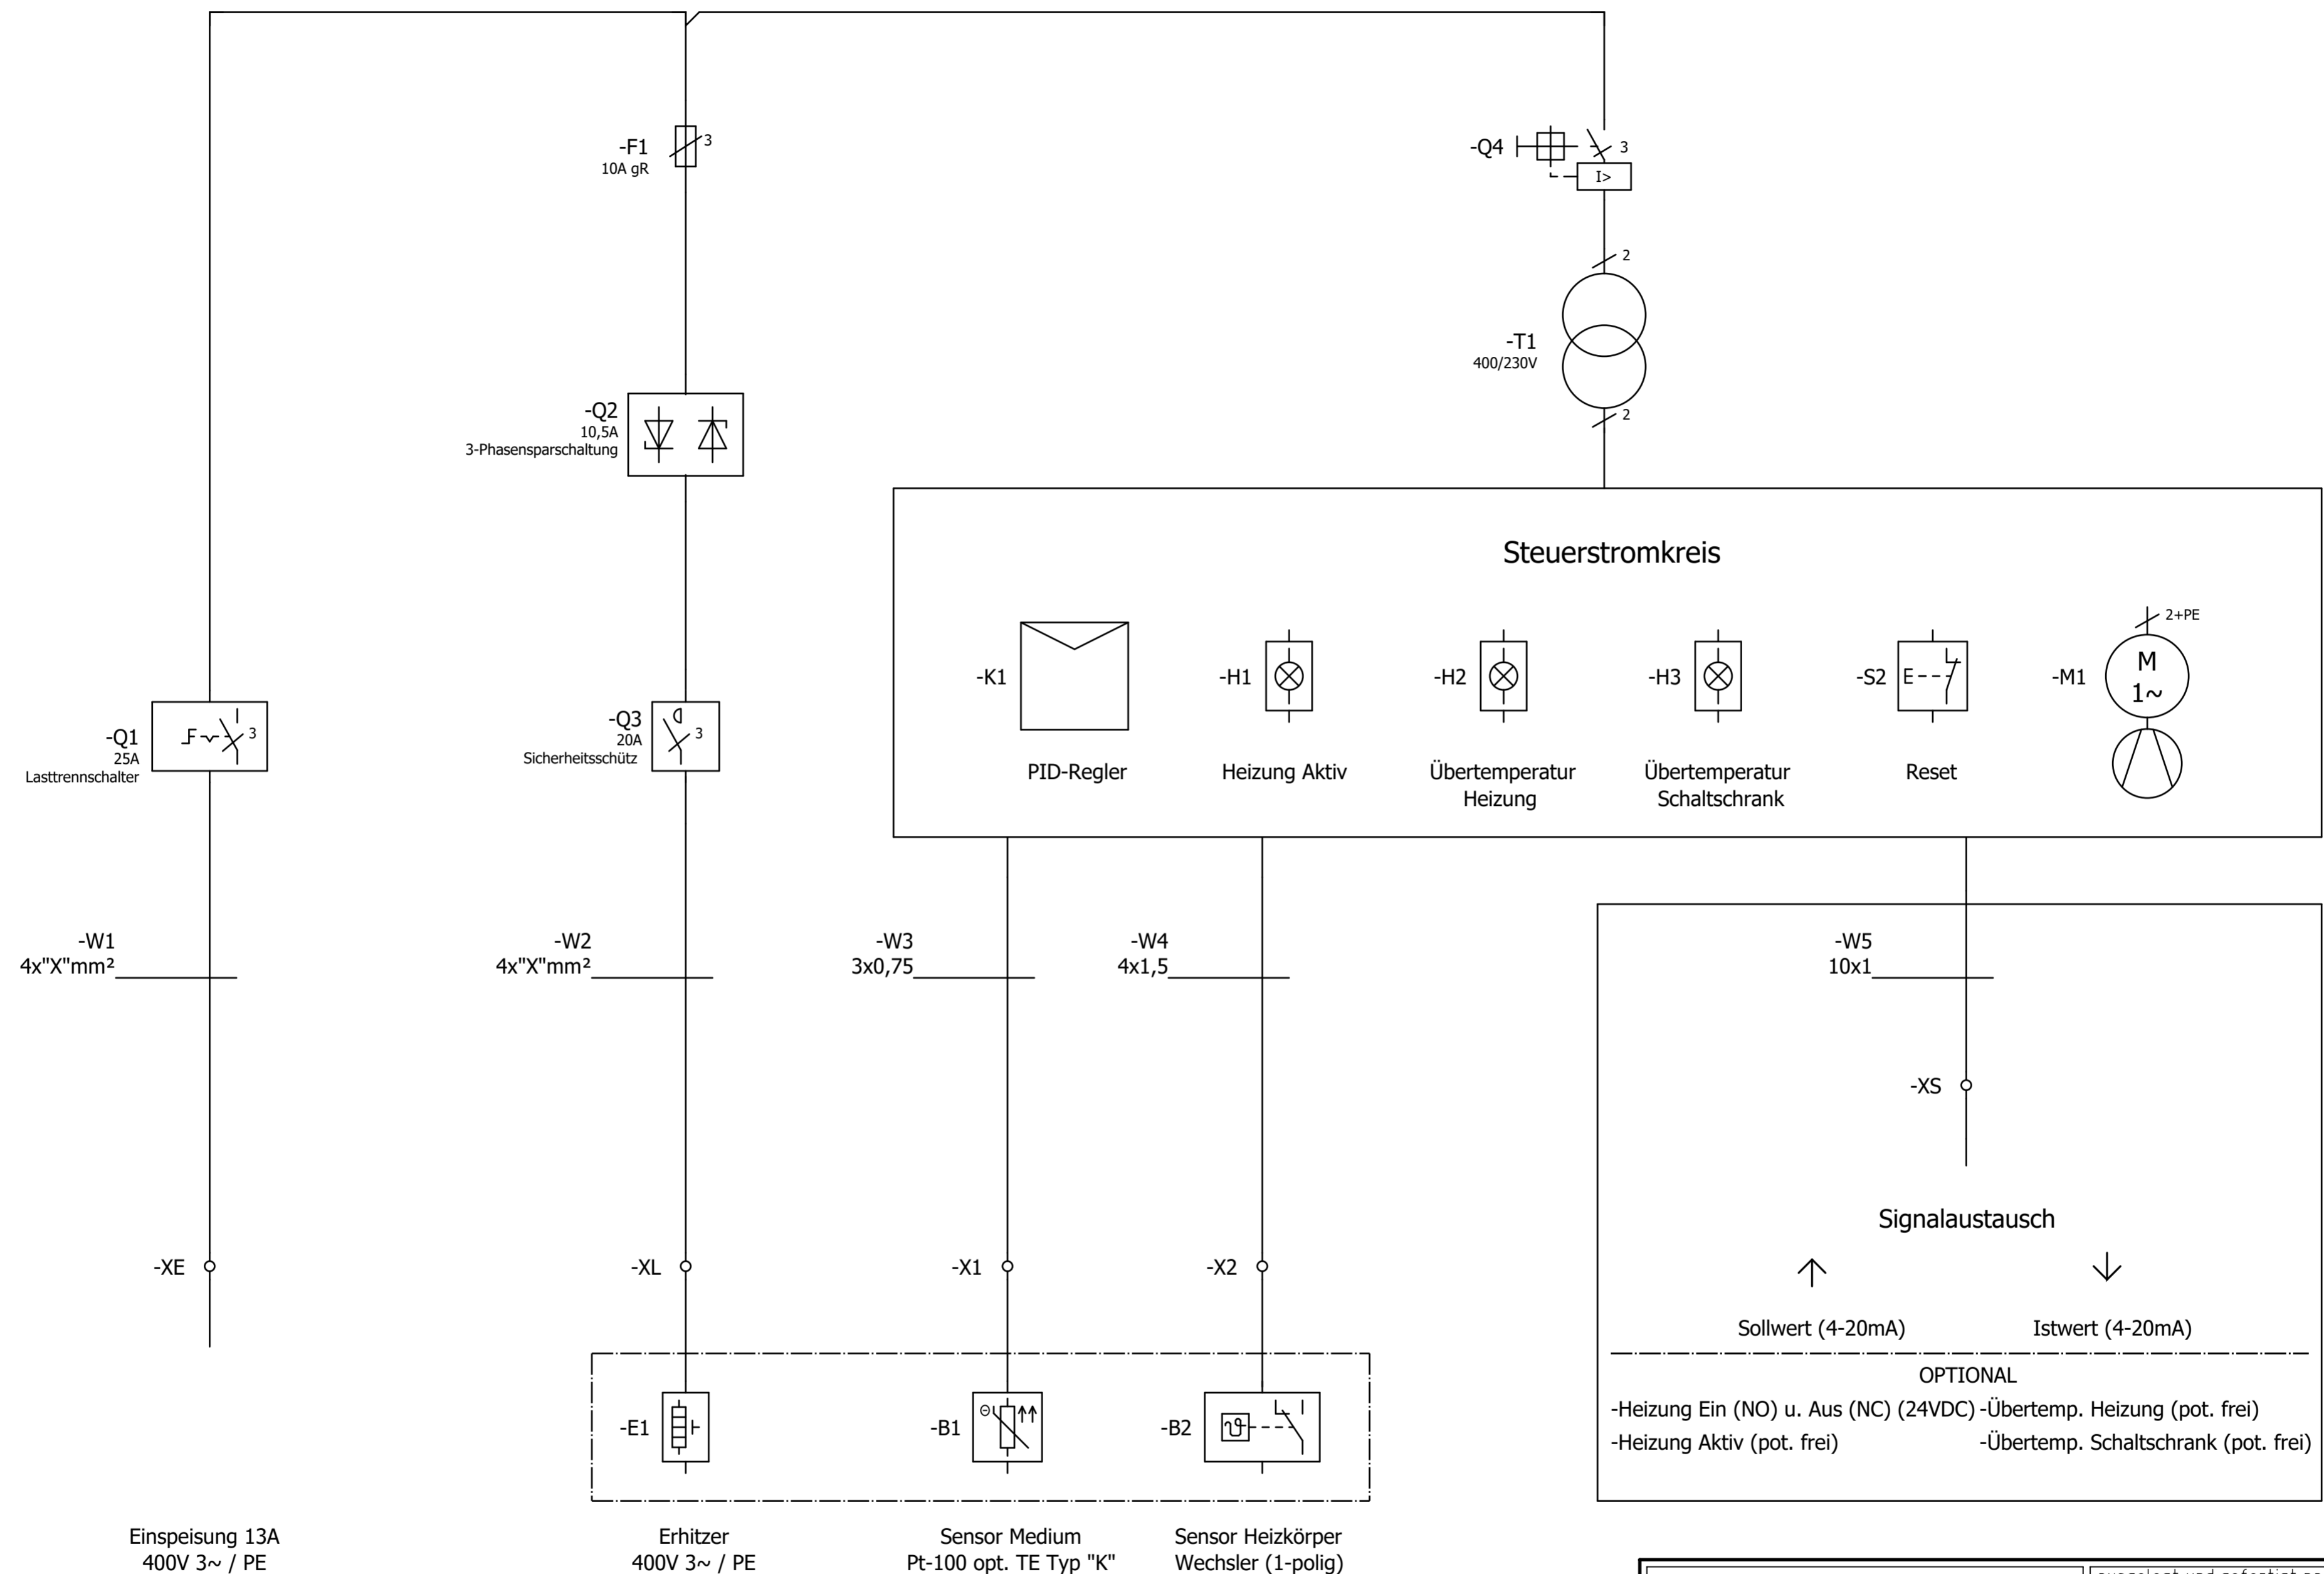 -F1
10A gR
3
-Q4
3
I>
2
-T1
400/230V
2
-Q2
10,5A
3-Phasensparschaltung
Steuerstromkreis
-K1
PID-Regler
-H1
Heizung Aktiv
-H2
Übertemperatur
Heizung
-H3
Übertemperatur
Schaltschrank
-S2
E
Reset
-M1
2+PE
M
1~
-Q1
25A
Lasttrennschalter
3
-Q3
20A
Sicherheitsschütz
3
-W1
4x"X"mm²
-W2
4x"X"mm²
-W3
3x0,75
-W4
4x1,5
-W5
10x1
-XS
-XE
-XL
-X1
-X2
Signalaustausch
Sollwert (4-20mA)
Istwert (4-20mA)
OPTIONAL
-Heizung Ein (NO) u. Aus (NC) (24VDC)
-Übertemp. Heizung (pot. frei)
-Heizung Aktiv (pot. frei)
-Übertemp. Schaltschrank (pot. frei)
-E1
-B1
-B2
ϑ
Einspeisung 13A
400V 3~ / PE
Erhitzer
400V 3~ / PE
Sensor Medium
Pt-100 opt. TE Typ "K"
Sensor Heizkörper
Wechsler (1-polig)